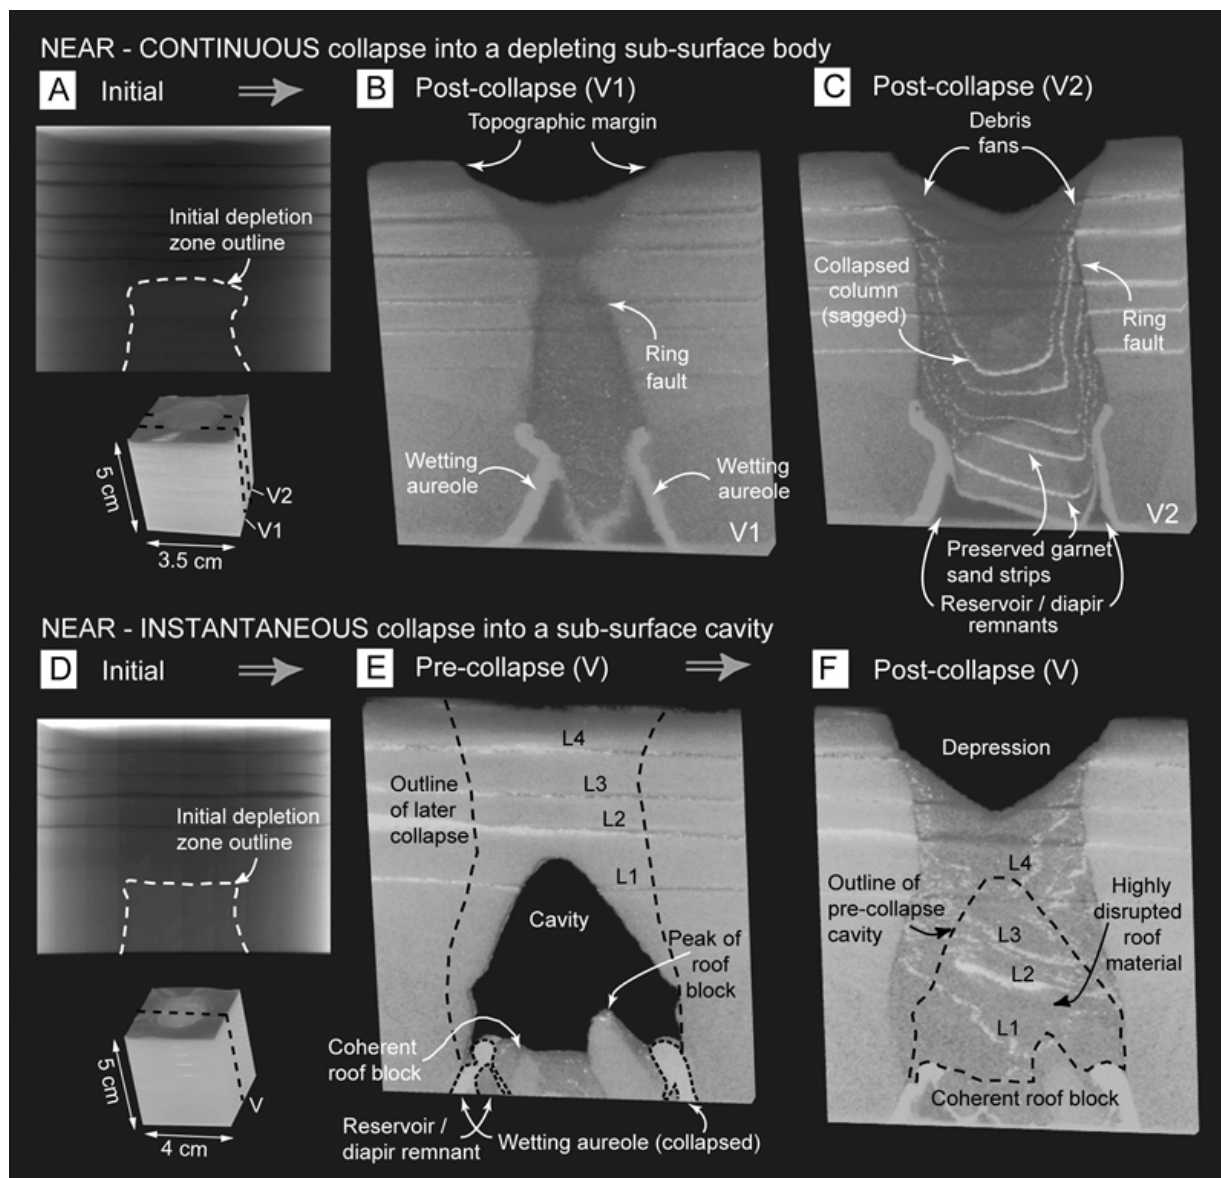 NEAR - CONTINUOUS collapse into a depleting sub-surface body
A Initial
B Post-collapse (V1)
C Post-collapse (V2)
Initial depletion
zone outline
5 cm
3.5 cm
V2
V1
Topographic margin
Ring
fault
Wetting
aureole
Wetting
aureole
V1
Debris
fans
Collapsed
column
(sagged)
Ring
fault
V2
Preserved garnet
sand strips
Reservoir / diapir
remnants
NEAR - INSTANTANEOUS collapse into a sub-surface cavity
D Initial
E Pre-collapse (V)
F Post-collapse (V)
Initial depletion
zone outline
5 cm
4 cm
V
L4
L3
L2
L1
Outline
of later
collapse
Cavity
Peak of
roof
block
Coherent
roof block
Reservoir /
diapir remnant
Wetting aureole (collapsed)
Depression
L4
Outline of
pre-collapse
cavity
Highly
disrupted
roof
material
L3
L2
L1
Coherent roof block